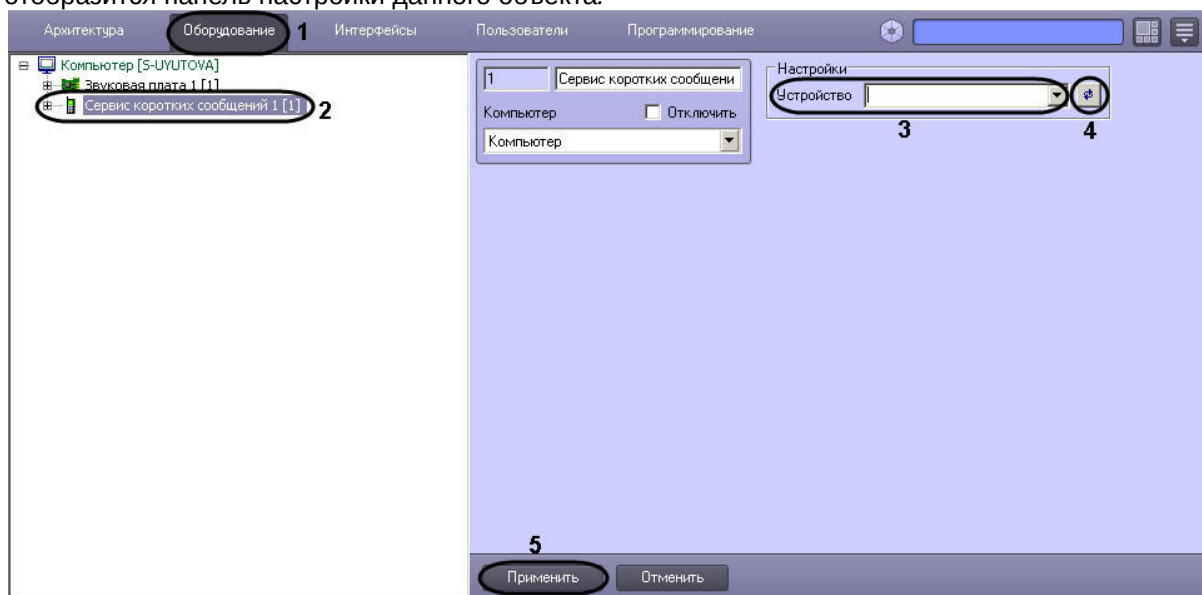 отобразится панель настройки данного объекта.
Архитектура Оборудование 1 Интерфейсы Пользователи Программирование
Компьютер [S-UYUTOVA]
Звуковая плата 1 [1]
Сервис коротких сообщений 1 [1] 2
1 Сервис коротких сообщени
Компьютер Отключить
Компьютер
Настройки
Устройство
3 4
5
Применить Отменить